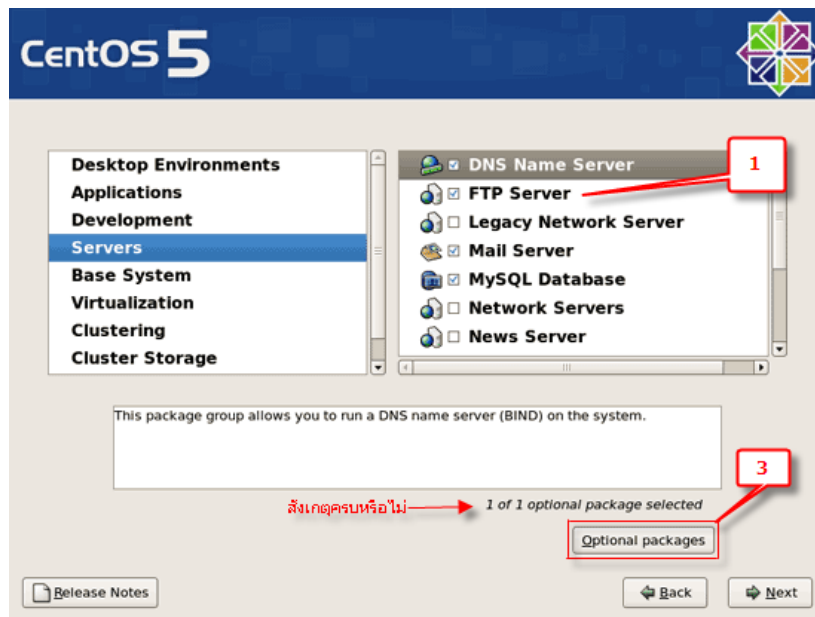 CentOS 5
Desktop Environments
Applications
Development
Servers
Base System
Virtualization
Clustering
Cluster Storage
DNS Name Server
FTP Server
Legacy Network Server
Mail Server
MySQL Database
Network Servers
News Server
1
This package group allows you to run a DNS name server (BIND) on the system.
3
สังเกตุครบหรือไม่
1 of 1 optional package selected
Optional packages
Release Notes
Back
Next